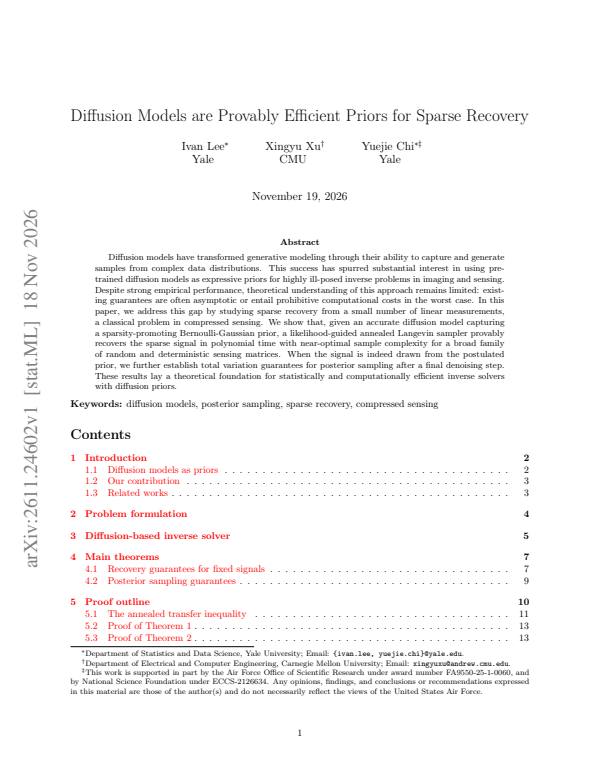 Diffusion Models are Provably Efficient Priors for Sparse Recovery
Ivan Lee* Xingyu Xu† Yuejie Chi*‡
Yale CMU Yale
November 19, 2026
Abstract
Diffusion models have transformed generative modeling through their ability to capture and generate
samples from complex data distributions. This success has spurred substantial interest in using pre-
trained diffusion models as expressive priors for highly ill-posed inverse problems in imaging and sensing.
Despite strong empirical performance, theoretical understanding of this approach remains limited: exist-
ing guarantees are often asymptotic or entail prohibitive computational costs in the worst case. In this
paper, we address this gap by studying sparse recovery from a small number of linear measurements,
a classical problem in compressed sensing. We show that, given an accurate diffusion model capturing
a sparsity-promoting Bernoulli-Gaussian prior, a likelihood-guided annealed Langevin sampler provably
recovers the sparse signal in polynomial time with near-optimal sample complexity for a broad family
of random and deterministic sensing matrices. When the signal is indeed drawn from the postulated
prior, we further establish total variation guarantees for posterior sampling after a final denoising step.
These results lay a theoretical foundation for statistically and computationally efficient inverse solvers
with diffusion priors.
Keywords: diffusion models, posterior sampling, sparse recovery, compressed sensing
Contents
1 Introduction 2
1.1 Diffusion models as priors . . . . . . . . . . . . . . . . . . . . . . . . . . . . . . . . . . . . 2
1.2 Our contribution . . . . . . . . . . . . . . . . . . . . . . . . . . . . . . . . . . . . . . . . . 3
1.3 Related works . . . . . . . . . . . . . . . . . . . . . . . . . . . . . . . . . . . . . . . . . . 3
2 Problem formulation 4
3 Diffusion-based inverse solver 5
4 Main theorems 7
4.1 Recovery guarantees for fixed signals . . . . . . . . . . . . . . . . . . . . . . . . . . . . . . 7
4.2 Posterior sampling guarantees . . . . . . . . . . . . . . . . . . . . . . . . . . . . . . . . . . 9
5 Proof outline 10
5.1 The annealed transfer inequality . . . . . . . . . . . . . . . . . . . . . . . . . . . . . . . . 11
5.2 Proof of Theorem 1 . . . . . . . . . . . . . . . . . . . . . . . . . . . . . . . . . . . . . . . . 13
5.3 Proof of Theorem 2 . . . . . . . . . . . . . . . . . . . . . . . . . . . . . . . . . . . . . . . . 13
*Department of Statistics and Data Science, Yale University; Email: {ivan.lee, yuejie.chi}@yale.edu.
†Department of Electrical and Computer Engineering, Carnegie Mellon University; Email: xingyuxu@andrew.cmu.edu.
‡This work is supported in part by the Air Force Office of Scientific Research under award number FA9550-25-1-0060, and
by National Science Foundation under ECCS-2126634. Any opinions, findings, and conclusions or recommendations expressed
in this material are those of the author(s) and do not necessarily reflect the views of the United States Air Force.
1
arXiv:2611.24602v1 [stat.ML] 18 Nov 2026